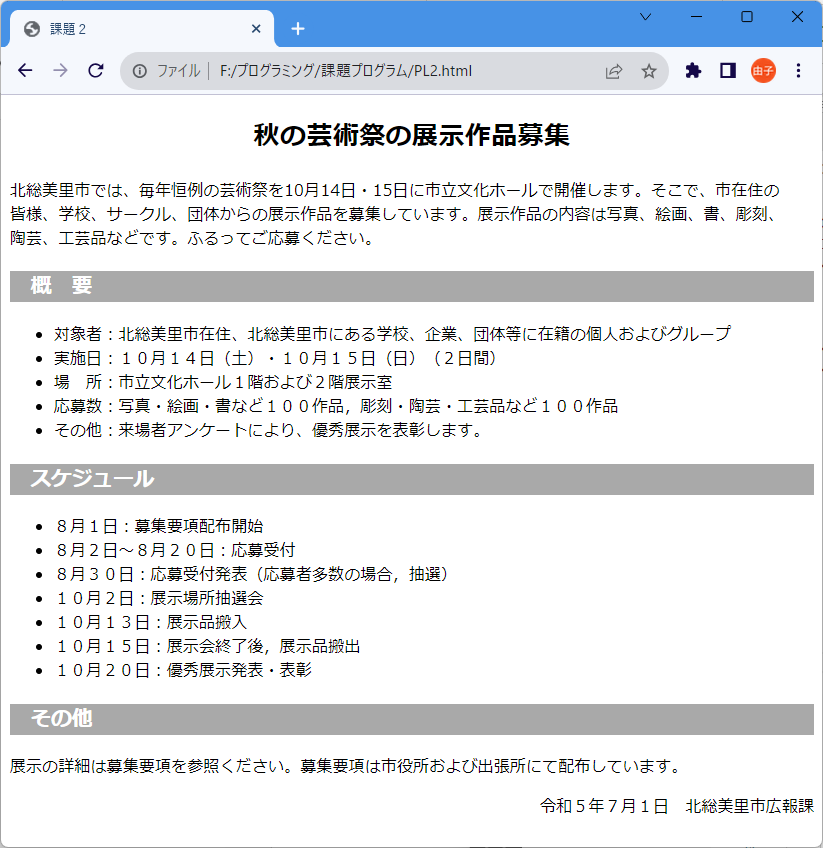 課題２
ファイル
F:/プログラミング/課題プログラム/PL2.html
由子
秋の芸術祭の展示作品募集
北総美里市では、毎年恒例の芸術祭を10月14日・15日に市立文化ホールで開催します。そこで、市在住の
皆様、学校、サークル、団体からの展示作品を募集しています。展示作品の内容は写真、絵画、書、彫刻、
陶芸、工芸品などです。ふるってご応募ください。
概　要
対象者：北総美里市在住、北総美里市にある学校、企業、団体等に在籍の個人およびグループ
実施日：１０月１４日（土）・１０月１５日（日）（２日間）
場　所：市立文化ホール１階および２階展示室
応募数：写真・絵画・書など１００作品，彫刻・陶芸・工芸品など１００作品
その他：来場者アンケートにより、優秀展示を表彰します。
スケジュール
８月１日：募集要項配布開始
８月２日～８月２０日：応募受付
８月３０日：応募受付発表（応募者多数の場合，抽選）
１０月２日：展示場所抽選会
１０月１３日：展示品搬入
１０月１５日：展示会終了後，展示品搬出
１０月２０日：優秀展示発表・表彰
その他
展示の詳細は募集要項を参照ください。募集要項は市役所および出張所にて配布しています。
令和５年７月１日　北総美里市広報課